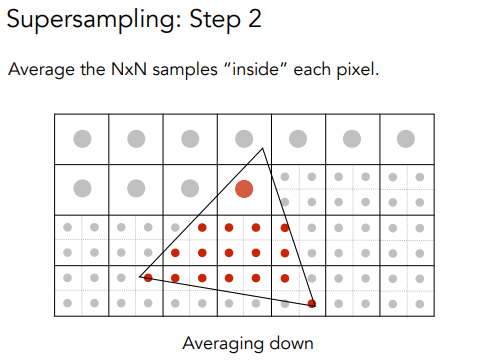 Supersampling: Step 2
Average the NxN samples “inside” each pixel.
Averaging down